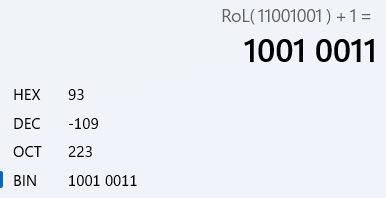 RoL( 11001001 ) + 1 =
1001 0011
HEX 93
DEC -109
OCT 223
BIN 1001 0011